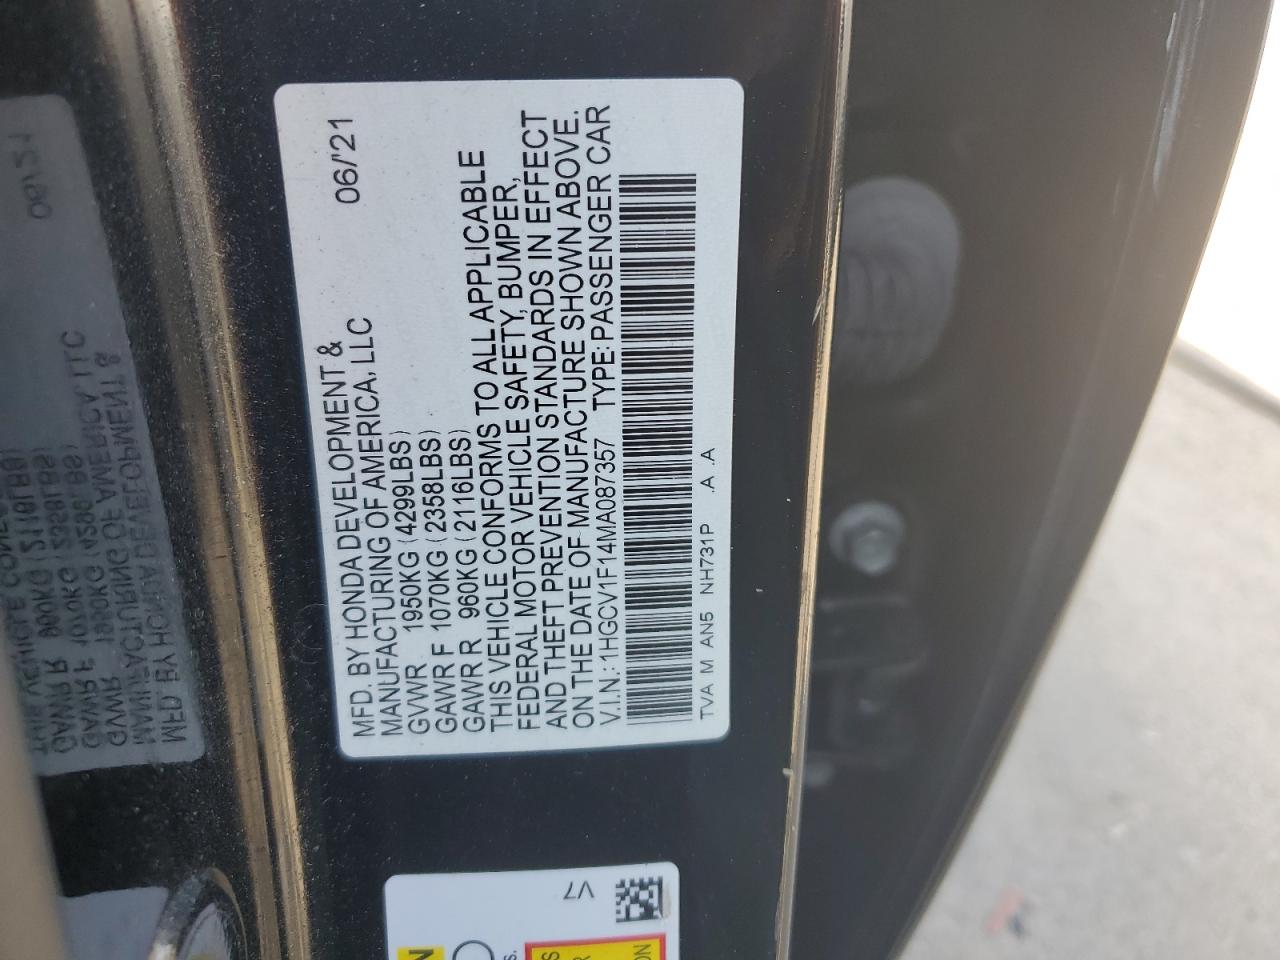 MFD. BY HONDA DEVELOPMENT & 06/'21
MANUFACTURING OF AMERICA, LLC
GVWR 1950KG (4299LBS)
GAWR F 1070KG (2358LBS)
GAWR R 960KG (2116LBS)
THIS VEHICLE CONFORMS TO ALL APPLICABLE
FEDERAL MOTOR VEHICLE SAFETY, BUMPER,
AND THEFT PREVENTION STANDARDS IN EFFECT
ON THE DATE OF MANUFACTURE SHOWN ABOVE.
V.I.N.: 1HGCV1F14MA087357 TYPE: PASSENGER CAR
TVA M AN5 NH731P .A .A
V7